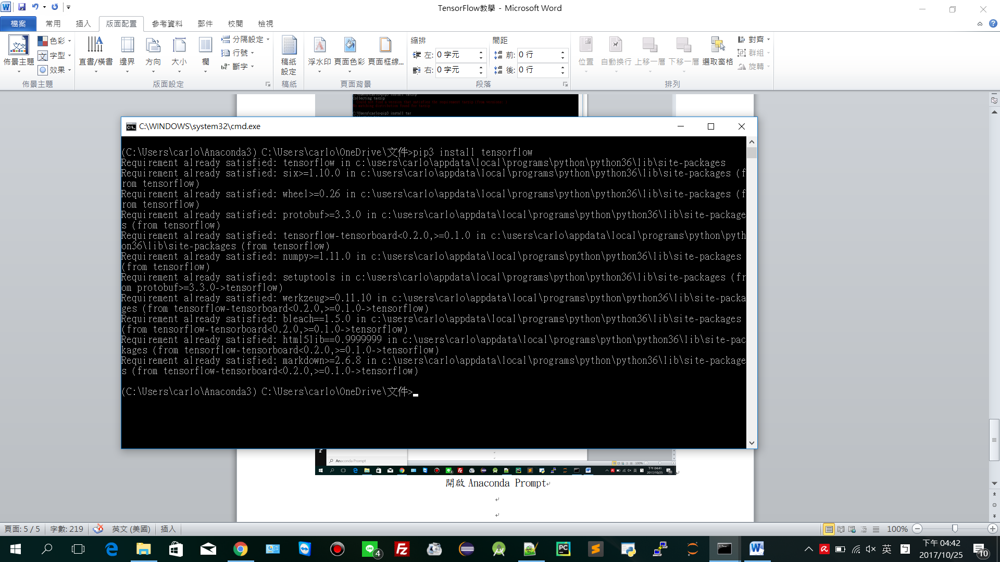 TensorFlow教學 - Microsoft Word
檔案 常用 插入 版面配置 參考資料 郵件 校閱 檢視
佈景主題 色彩 字型 效果 直書/橫書 邊界 方向 大小 欄 分隔設定 行號 斷字 稿紙設定 浮水印 頁面色彩 頁面框線... 縮排 左: 0 字元 右: 0 字元 間距 前: 0 行 後: 0 行 位置 自動換行 上移一層 下移一層 選取窗格 對齊 群組 旋轉
佈景主題 版面設定 稿紙 頁面背景 段落 排列
Collecting tarzip
C:\Users\carlo>pip3 install tar
C:\WINDOWS\system32\cmd.exe
(C:\Users\carlo\Anaconda3) C:\Users\carlo\OneDrive\文件>pip3 install tensorflow
Requirement already satisfied: tensorflow in c:\users\carlo\appdata\local\programs\python\python36\lib\site-packages
Requirement already satisfied: six>=1.10.0 in c:\users\carlo\appdata\local\programs\python\python36\lib\site-packages (f
rom tensorflow)
Requirement already satisfied: wheel>=0.26 in c:\users\carlo\appdata\local\programs\python\python36\lib\site-packages (f
rom tensorflow)
Requirement already satisfied: protobuf>=3.3.0 in c:\users\carlo\appdata\local\programs\python\python36\lib\site-package
s (from tensorflow)
Requirement already satisfied: tensorflow-tensorboard<0.2.0,>=0.1.0 in c:\users\carlo\appdata\local\programs\python\pyth
on36\lib\site-packages (from tensorflow)
Requirement already satisfied: numpy>=1.11.0 in c:\users\carlo\appdata\local\programs\python\python36\lib\site-packages
(from tensorflow)
Requirement already satisfied: setuptools in c:\users\carlo\appdata\local\programs\python\python36\lib\site-packages (fr
om protobuf>=3.3.0->tensorflow)
Requirement already satisfied: werkzeug>=0.11.10 in c:\users\carlo\appdata\local\programs\python\python36\lib\site-packa
ges (from tensorflow-tensorboard<0.2.0,>=0.1.0->tensorflow)
Requirement already satisfied: bleach==1.5.0 in c:\users\carlo\appdata\local\programs\python\python36\lib\site-packages
(from tensorflow-tensorboard<0.2.0,>=0.1.0->tensorflow)
Requirement already satisfied: html5lib==0.9999999 in c:\users\carlo\appdata\local\programs\python\python36\lib\site-pac
kages (from tensorflow-tensorboard<0.2.0,>=0.1.0->tensorflow)
Requirement already satisfied: markdown>=2.6.8 in c:\users\carlo\appdata\local\programs\python\python36\lib\site-package
s (from tensorflow-tensorboard<0.2.0,>=0.1.0->tensorflow)
(C:\Users\carlo\Anaconda3) C:\Users\carlo\OneDrive\文件>
Anaconda Prompt
100%
下午 04:41
2017/10/25
開啟 Anaconda Prompt
頁面: 5 / 5 字數: 219 英文 (美國) 插入 100%
4 英 下午 04:42
2017/10/25 10